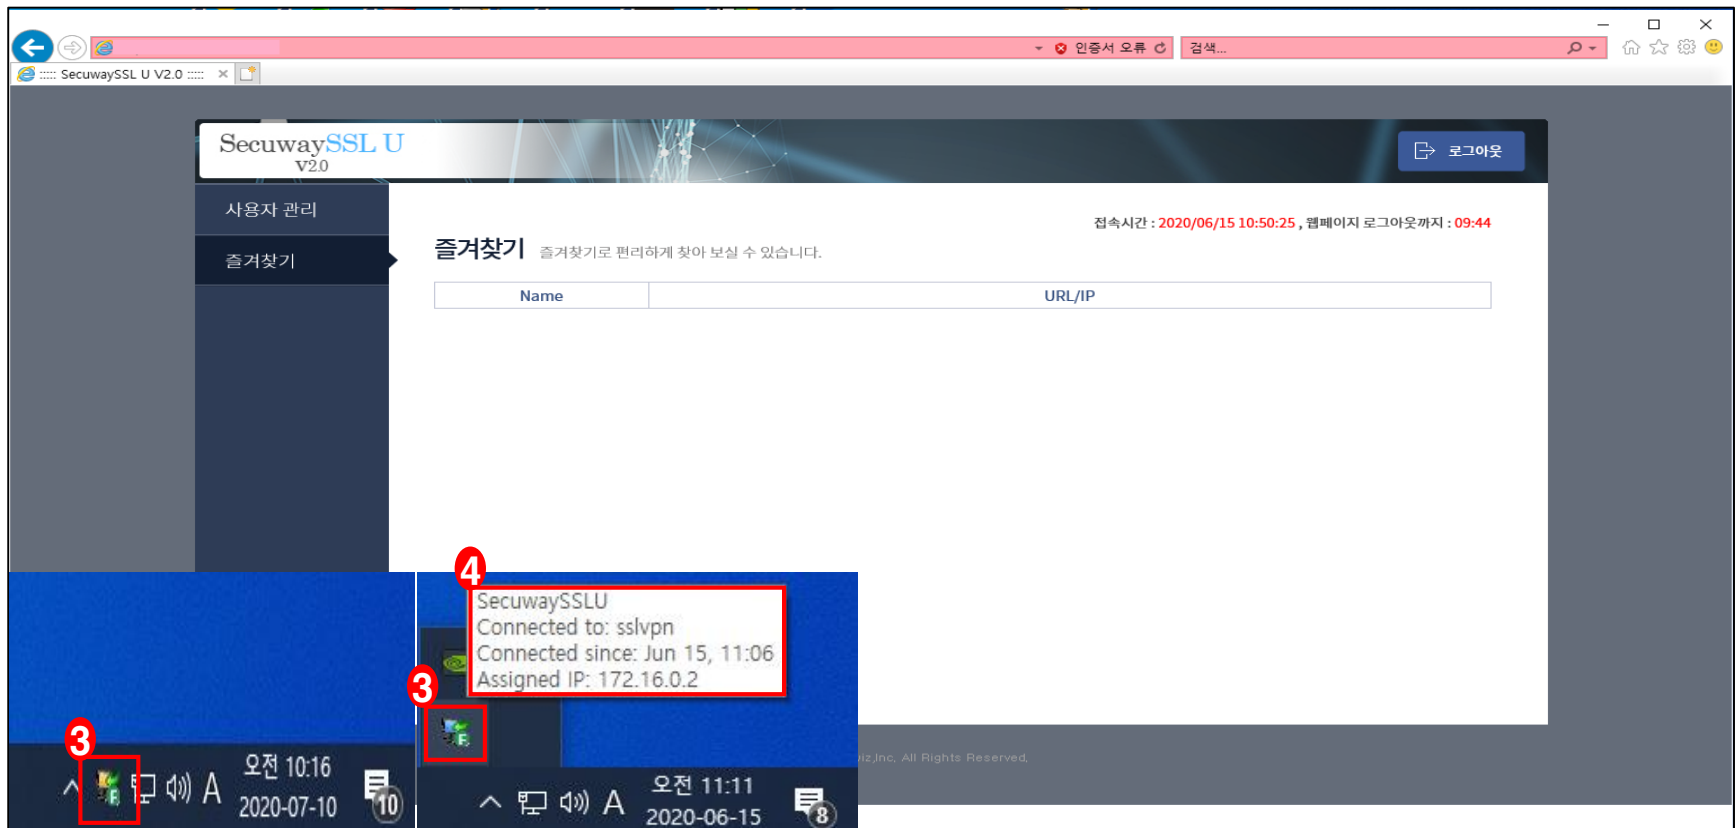 인증서 오류
검색...
::::: SecuwaySSL U V2.0 :::::
SecuwaySSL U
V2.0
로그아웃
사용자 관리
즐겨찾기
접속시간 : 2020/06/15 10:50:25 , 웹페이지 로그아웃까지 : 09:44
즐겨찾기 즐겨찾기로 편리하게 찾아 보실 수 있습니다.
Name URL/IP
4
SecuwaySSLU
Connected to: sslvpn
Connected since: Jun 15, 11:06
Assigned IP: 172.16.0.2
3
3
A 오전 10:16
2020-07-10
10
A 오전 11:11
2020-06-15
8
Inc, All Rights Reserved,